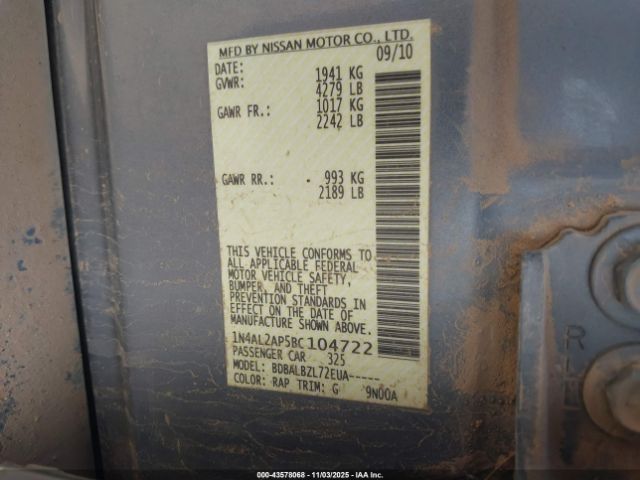 MFD BY NISSAN MOTOR CO., LTD.
DATE: 09/10
GVWR: 1941 KG
4279 LB
GAWR FR.: 1017 KG
2242 LB
GAWR RR.: 993 KG
2189 LB
THIS VEHICLE CONFORMS TO
ALL APPLICABLE FEDERAL
MOTOR VEHICLE SAFETY,
BUMPER, AND THEFT
PREVENTION STANDARDS IN
EFFECT ON THE DATE OF
MANUFACTURE SHOWN ABOVE.
1N4AL2AP5BC104722
PASSENGER CAR 325
MODEL: BDBALBZL72EUA-----
COLOR: RAP TRIM: G 9N00A
000-43578068 - 11/03/2025 - IAA, Inc.